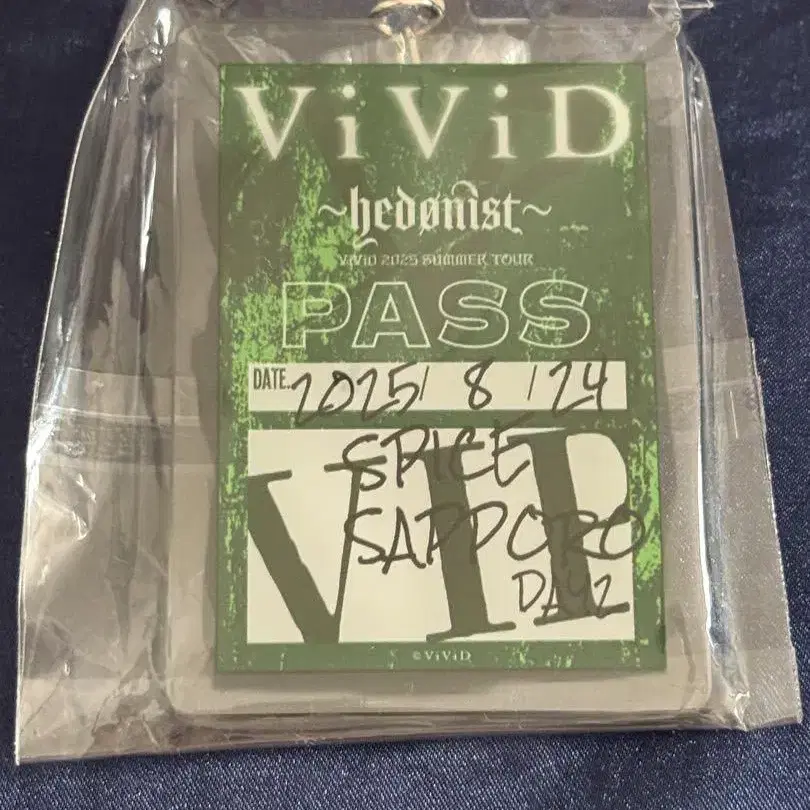 ViViD
~hedønist~
ViViD 2025 SUMMER TOUR
PASS
DATE. 2025/ 8 /24
VIP
SPICE
SAPPORO
DAY2
©ViViD